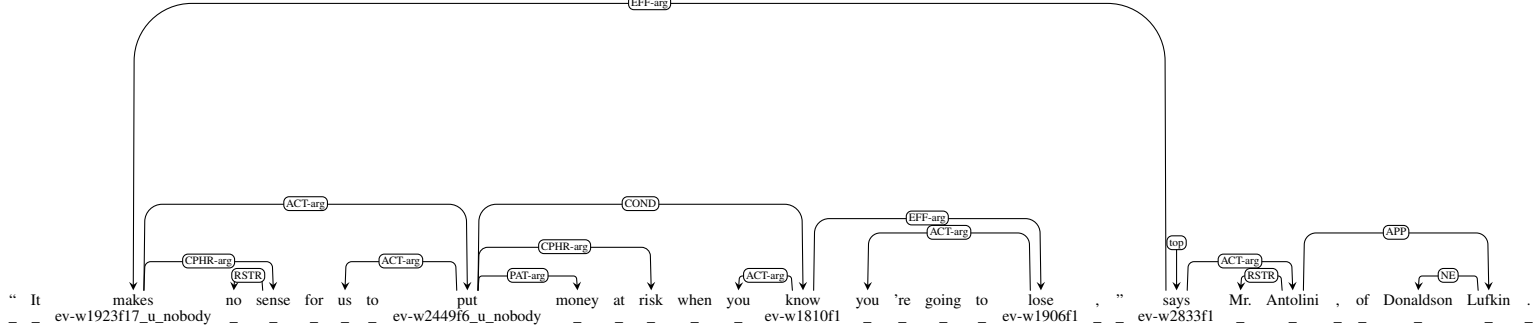 EFF-arg
ACT-arg COND
EFF-arg
ACT-arg APP
top
CPHR-arg
CPHR-arg ACT-arg ACT-arg
RSTR PAT-arg ACT-arg RSTR NE
“ It makes no sense for us to put money at risk when you know you 're going to lose , ” says Mr. Antolini , of Donaldson Lufkin .
_ _ ev-w1923f17_u_nobody _ _ _ _ _ ev-w2449f6_u_nobody _ _ _ _ _ ev-w1810f1 _ _ _ _ ev-w1906f1 _ _ ev-w2833f1 _ _ _ _ _ _ _